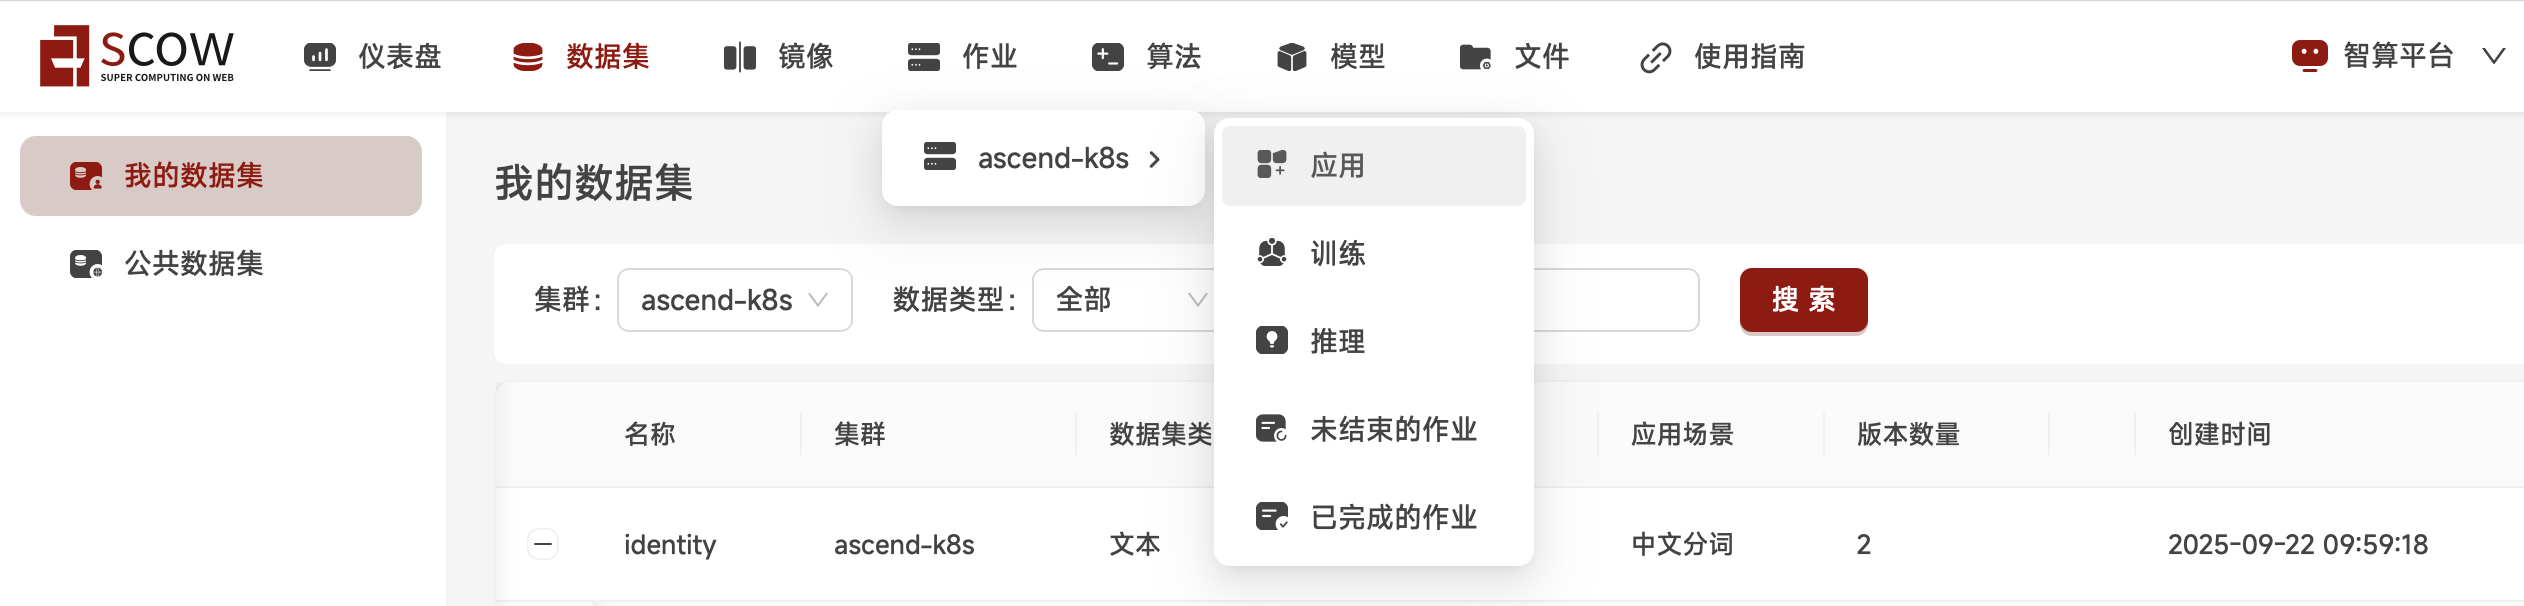 SCOW
SUPER COMPUTING ON WEB
仪表盘
数据集
镜像
作业
算法
模型
文件
使用指南
智算平台
我的数据集
公共数据集
我的数据集
ascend-k8s
应用
训练
推理
未结束的作业
已完成的作业
集群： ascend-k8s
数据类型： 全部
搜 索
名称 集群 数据集类 应用场景 版本数量 创建时间
identity ascend-k8s 文本 中文分词 2 2025-09-22 09:59:18